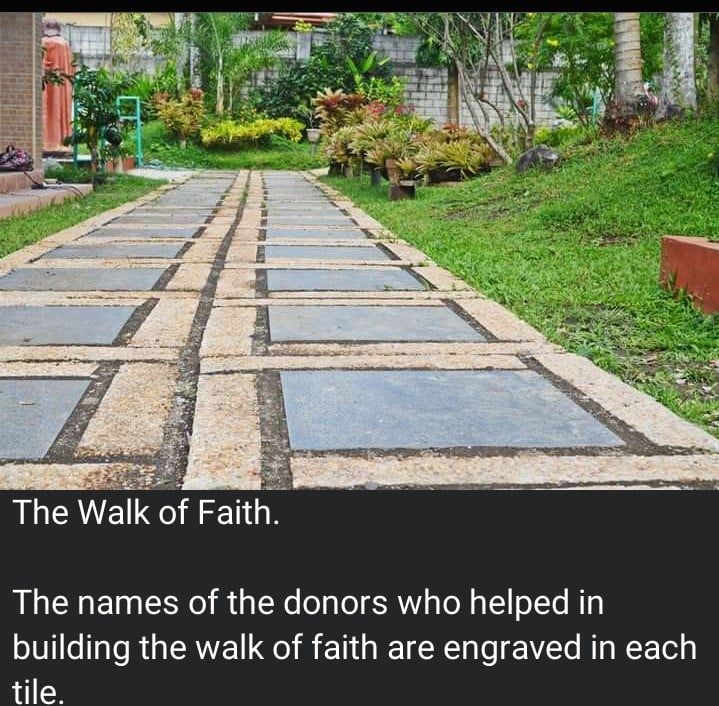 The Walk of Faith.
The names of the donors who helped in
building the walk of faith are engraved in each
tile.